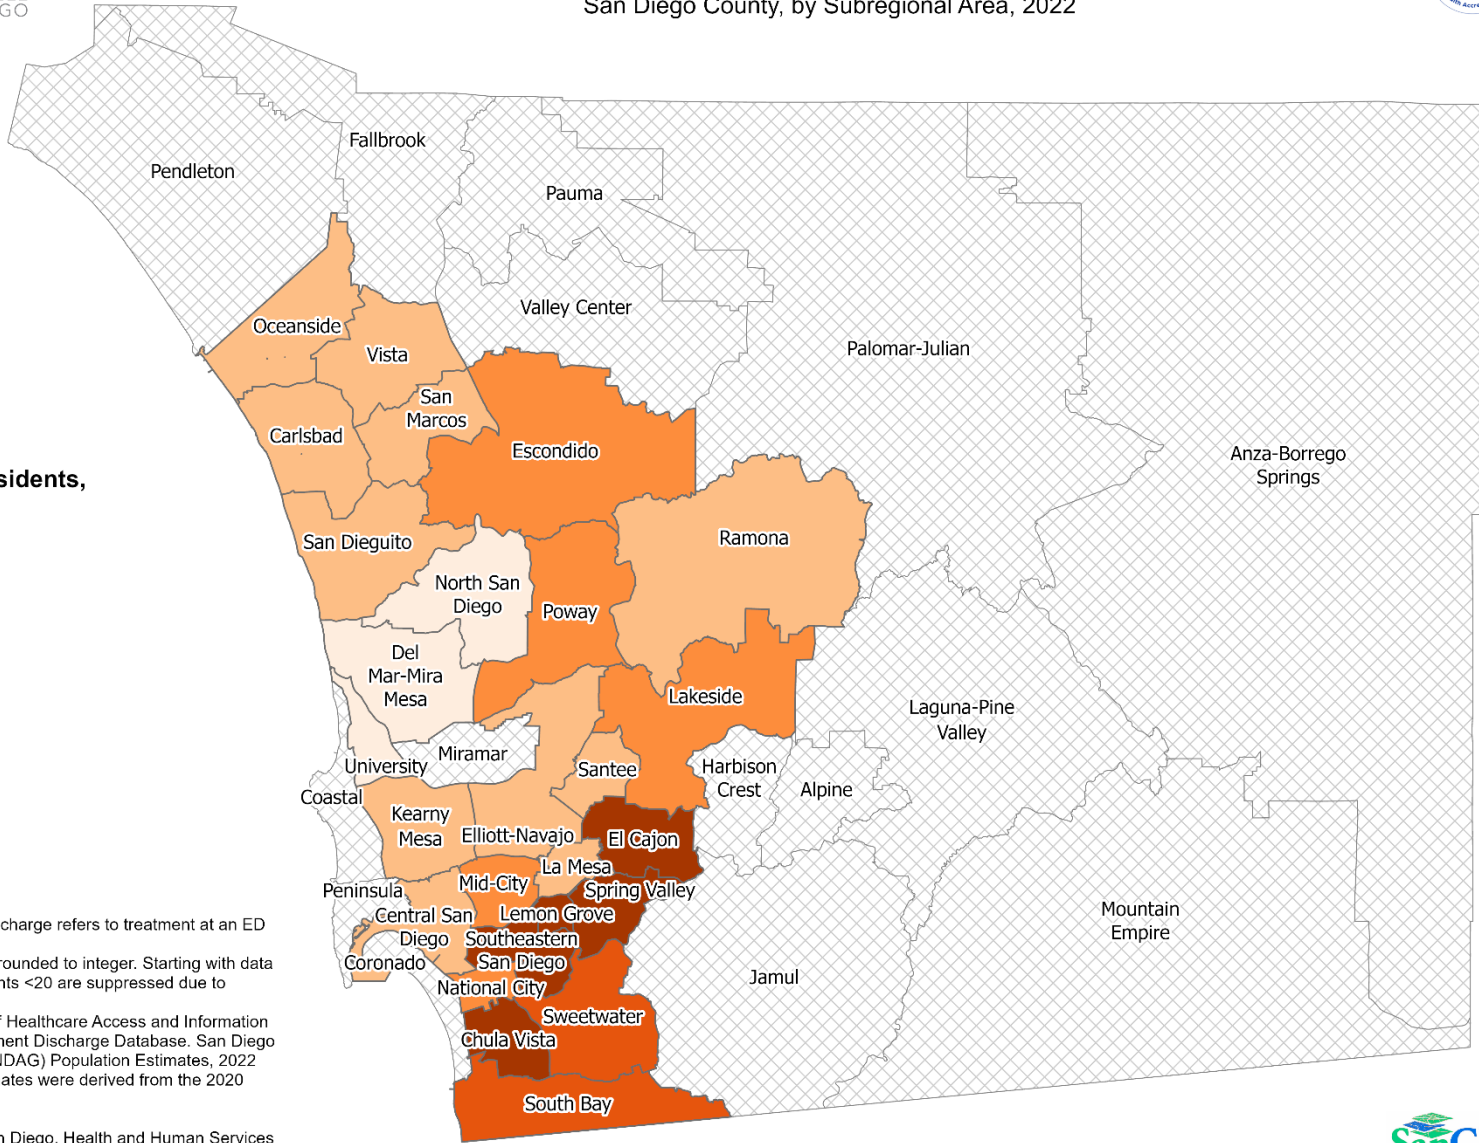 GO
San Diego County, by Subregional Area, 2022
Fallbrook
Pendleton
Pauma
Valley Center
Oceanside
Vista
Palomar-Julian
San
Marcos
Carlsbad
Escondido
Anza-Borrego
Springs
sidents,
San Dieguito
Ramona
North San
Diego
Poway
Del
Mar-Mira
Mesa
Lakeside
Laguna-Pine
Valley
Miramar
University
Santee
Harbison
Crest
Alpine
Coastal
Kearny
Mesa
Elliott-Navajo
El Cajon
La Mesa
Mid-City
Spring Valley
Peninsula
Central San
Diego
Lemon Grove
Southeastern
San Diego
Coronado
National City
Mountain
Empire
Jamul
Sweetwater
Chula Vista
South Bay
charge refers to treatment at an ED
rounded to integer. Starting with data
nts <20 are suppressed due to
f Healthcare Access and Information
nent Discharge Database. San Diego
NDAG) Population Estimates, 2022
ates were derived from the 2020
n Diego, Health and Human Services